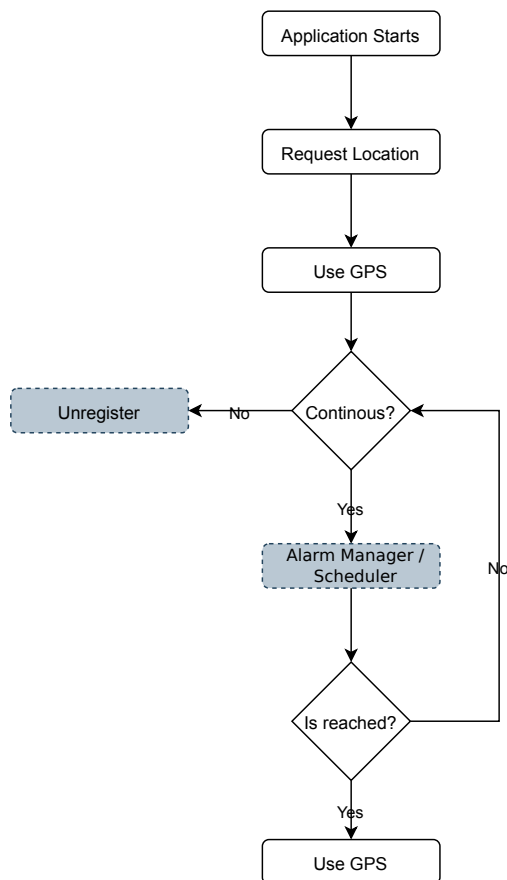 Application Starts
Request Location
Use GPS
Continous?
No
Unregister
Yes
Alarm Manager /
Scheduler
No
Is reached?
Yes
Use GPS